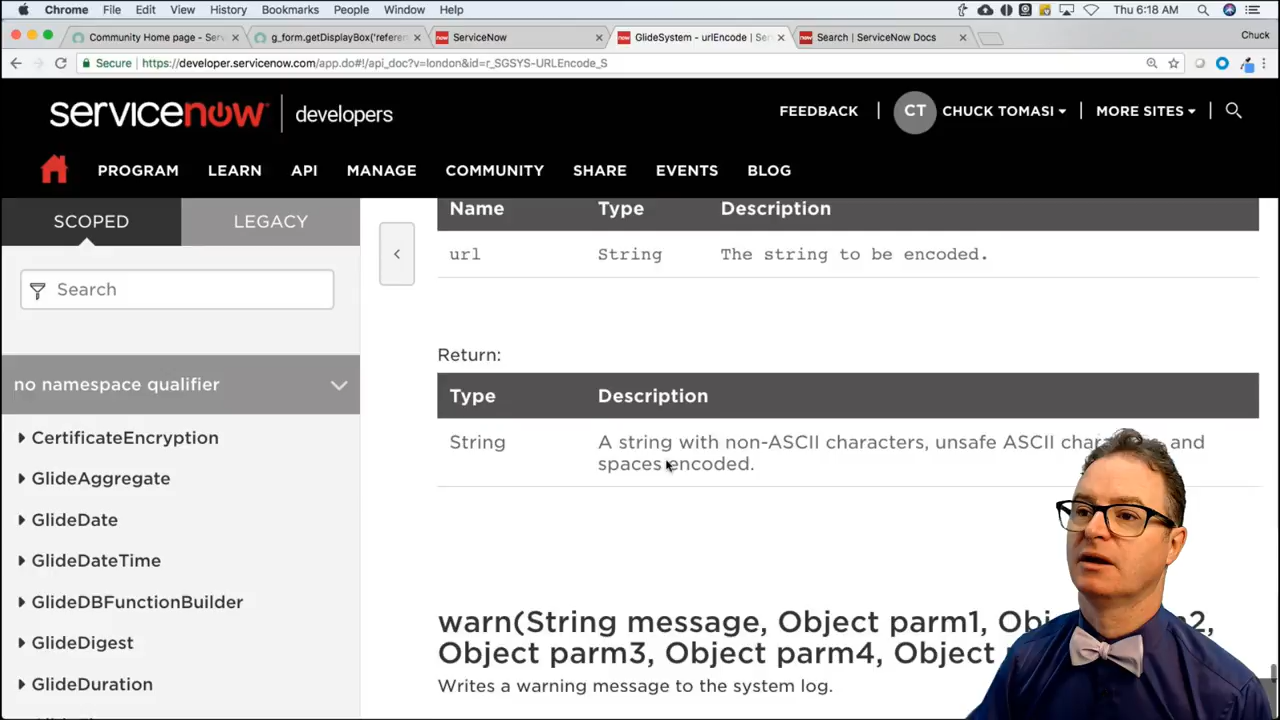 Chrome File Edit View History Bookmarks People Window Help Thu 6:18 AM
Community Home page - Serv
g_form.getDisplayBox('referen
ServiceNow
GlideSystem - urlEncode | Ser
Search | ServiceNow Docs
Chuck
Secure https://developer.servicenow.com/app.do#!/api_doc?v=london&id=r_SGSYS-URLEncode_S
servicenow developers
FEEDBACK CT CHUCK TOMASI MORE SITES
PROGRAM LEARN API MANAGE COMMUNITY SHARE EVENTS BLOG
SCOPED LEGACY
Search
no namespace qualifier
CertificateEncryption
GlideAggregate
GlideDate
GlideDateTime
GlideDBFunctionBuilder
GlideDigest
GlideDuration
Name Type Description
url String The string to be encoded.
Return:
Type Description
String A string with non-ASCII characters, unsafe ASCII and
spaces encoded.
warn(String message, Object parm1,
Object parm3, Object parm4, Object
Writes a warning message to the system log.